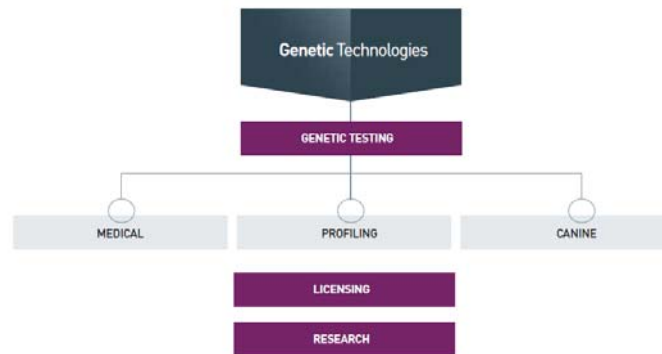 Genetic Technologies
GENETIC TESTING
MEDICAL
PROFILING
CANINE
LICENSING
RESEARCH